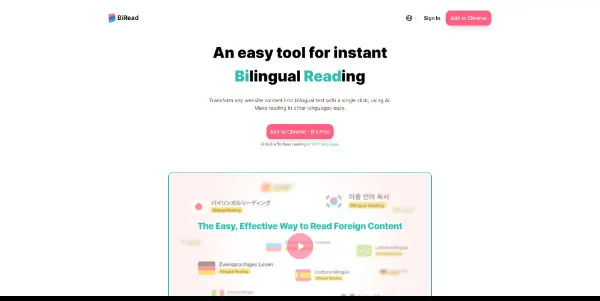 BiRead
Sign In
Add to Chrome
An easy tool for instant
Bilingual Reading
Transform any website content into bilingual text with a single click, using AI.
Make reading in other languages easy.
Add to Chrome - It's Free
Unlock effortless reading in 100+ languages
バイリンガルリーディング
Bilingual Reading
이중 언어 독서
Bilingual Reading
The Easy, Effective Way to Read Foreign Content
Lecture bilingue
Zweisprachiges Lesen
Bilingual Reading
Lectura bilingüe
Bilingual Reading